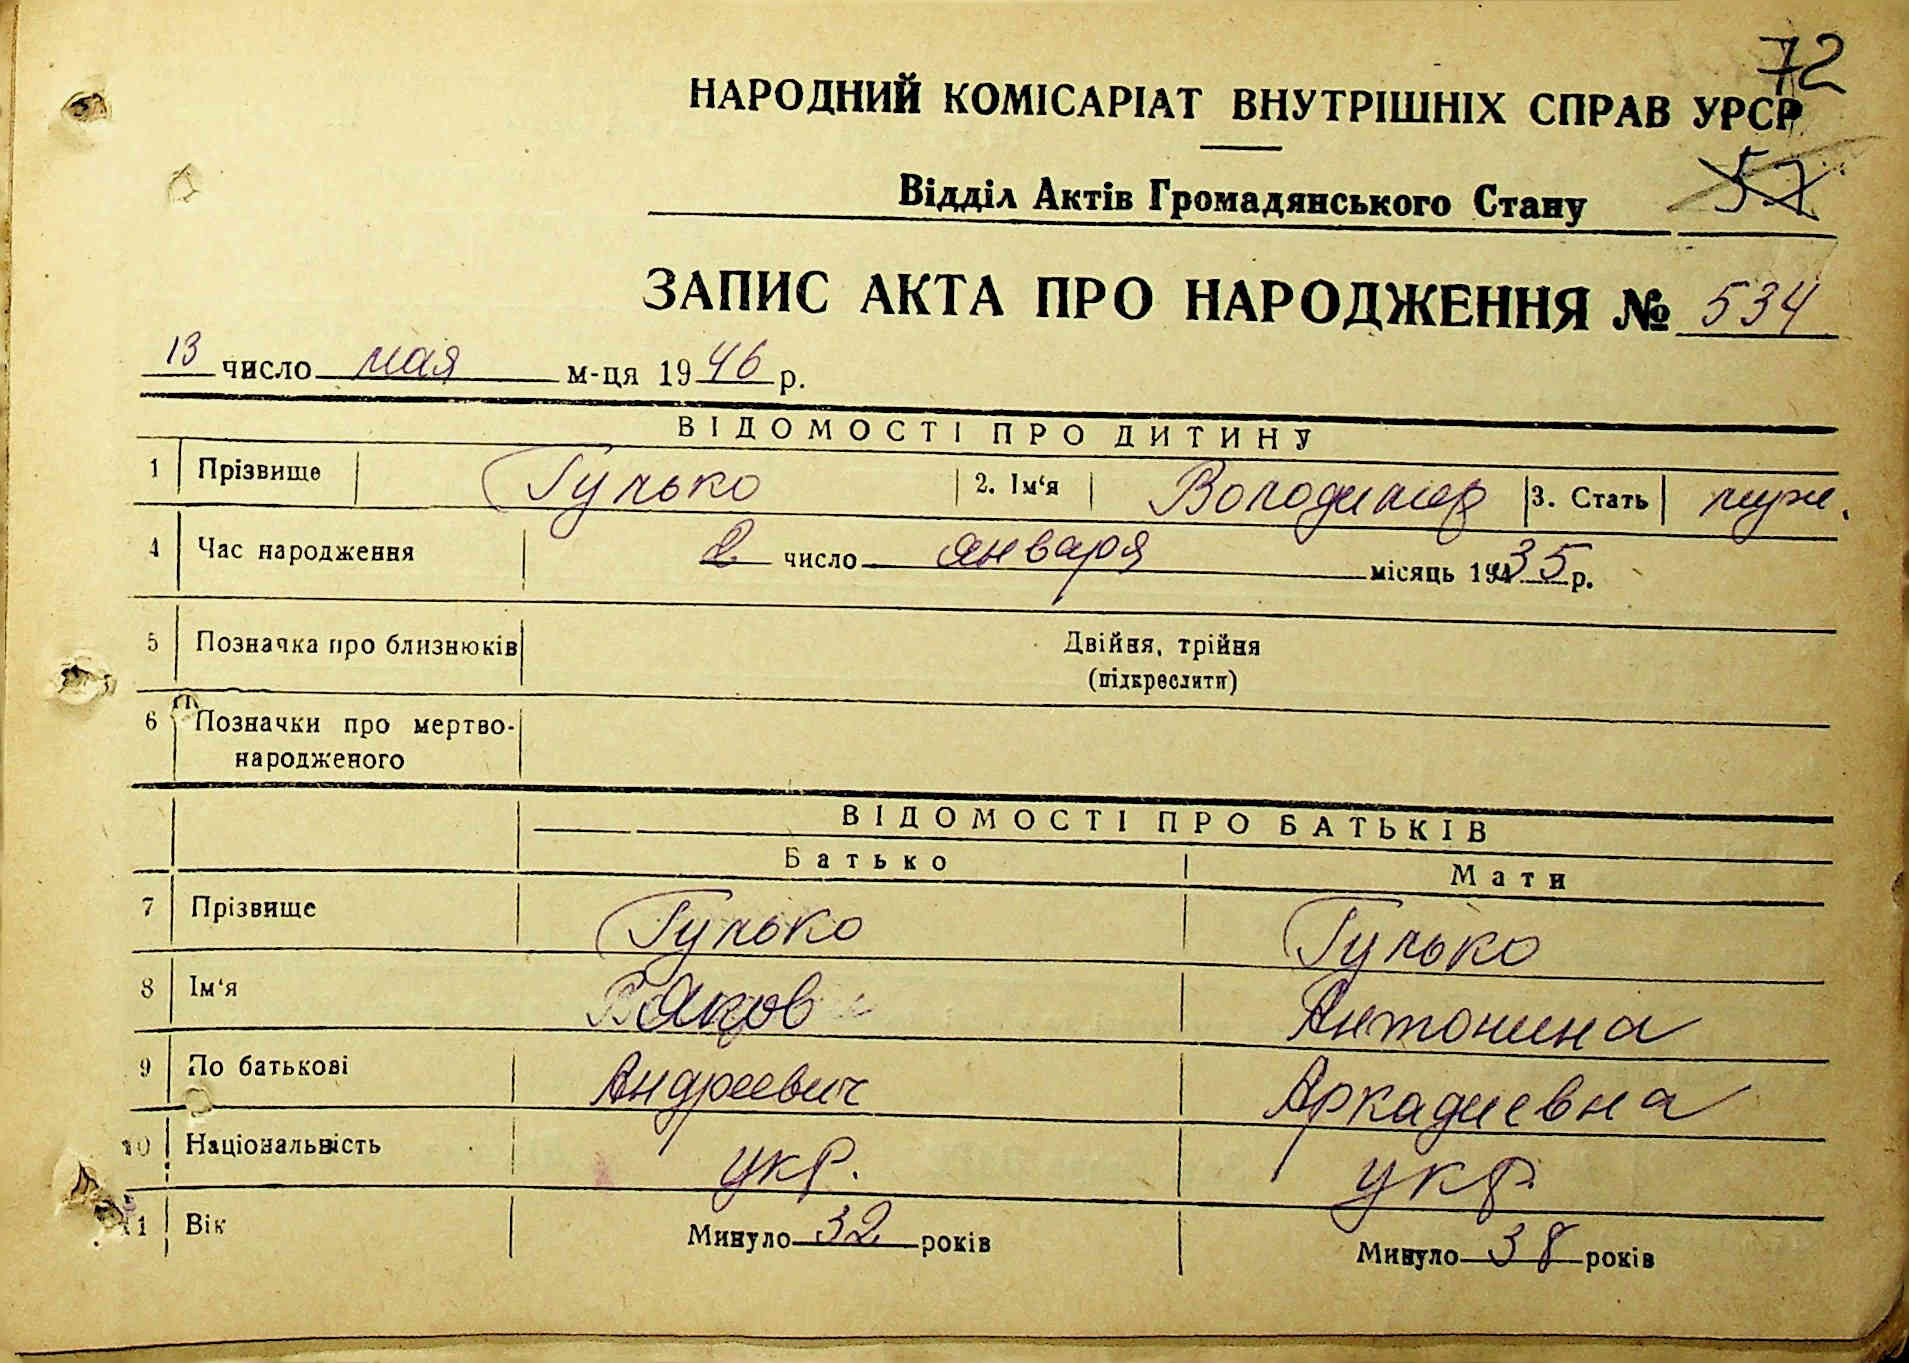 72
НАРОДНИЙ КОМІСАРІАТ ВНУТРІШНІХ СПРАВ УРСР
57
Відділ Актів Громадянського Стану
ЗАПИС АКТА ПРО НАРОДЖЕННЯ № 534
13 число мая м-ця 1946 р.
ВІДОМОСТІ ПРО ДИТИНУ
1 Прізвище Гулько 2. Ім‘я Володимер 3. Стать муж.
4 Час народження 2 число января місяць 1935 р.
5 Позначка про близнюків Двійня, трійня
(підкреслити)
6 Позначки про мертво-
народженого
ВІДОМОСТІ ПРО БАТЬКІВ
Батько Мати
7 Прізвище Гулько Гулько
8 Ім‘я Яков Антонина
9 По батькові Андреевич Аркадиевна
10 Національність укр. укр.
11 Вік Минуло 32 років Минуло 38 років